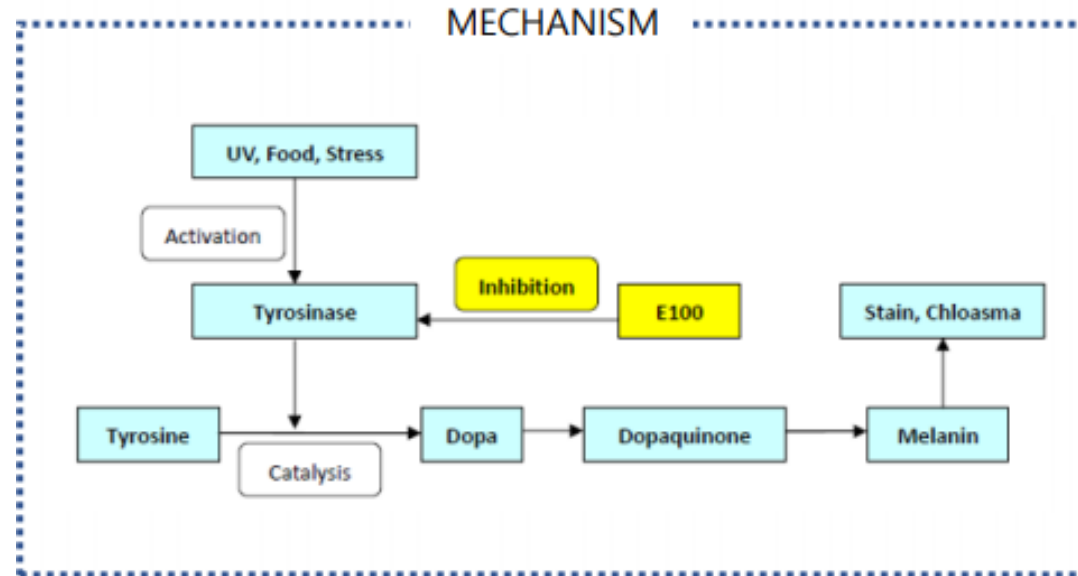 MECHANISM
UV, Food, Stress
Activation
Inhibition
Tyrosinase
E100
Stain, Chloasma
Tyrosine
Dopa
Dopaquinone
Melanin
Catalysis